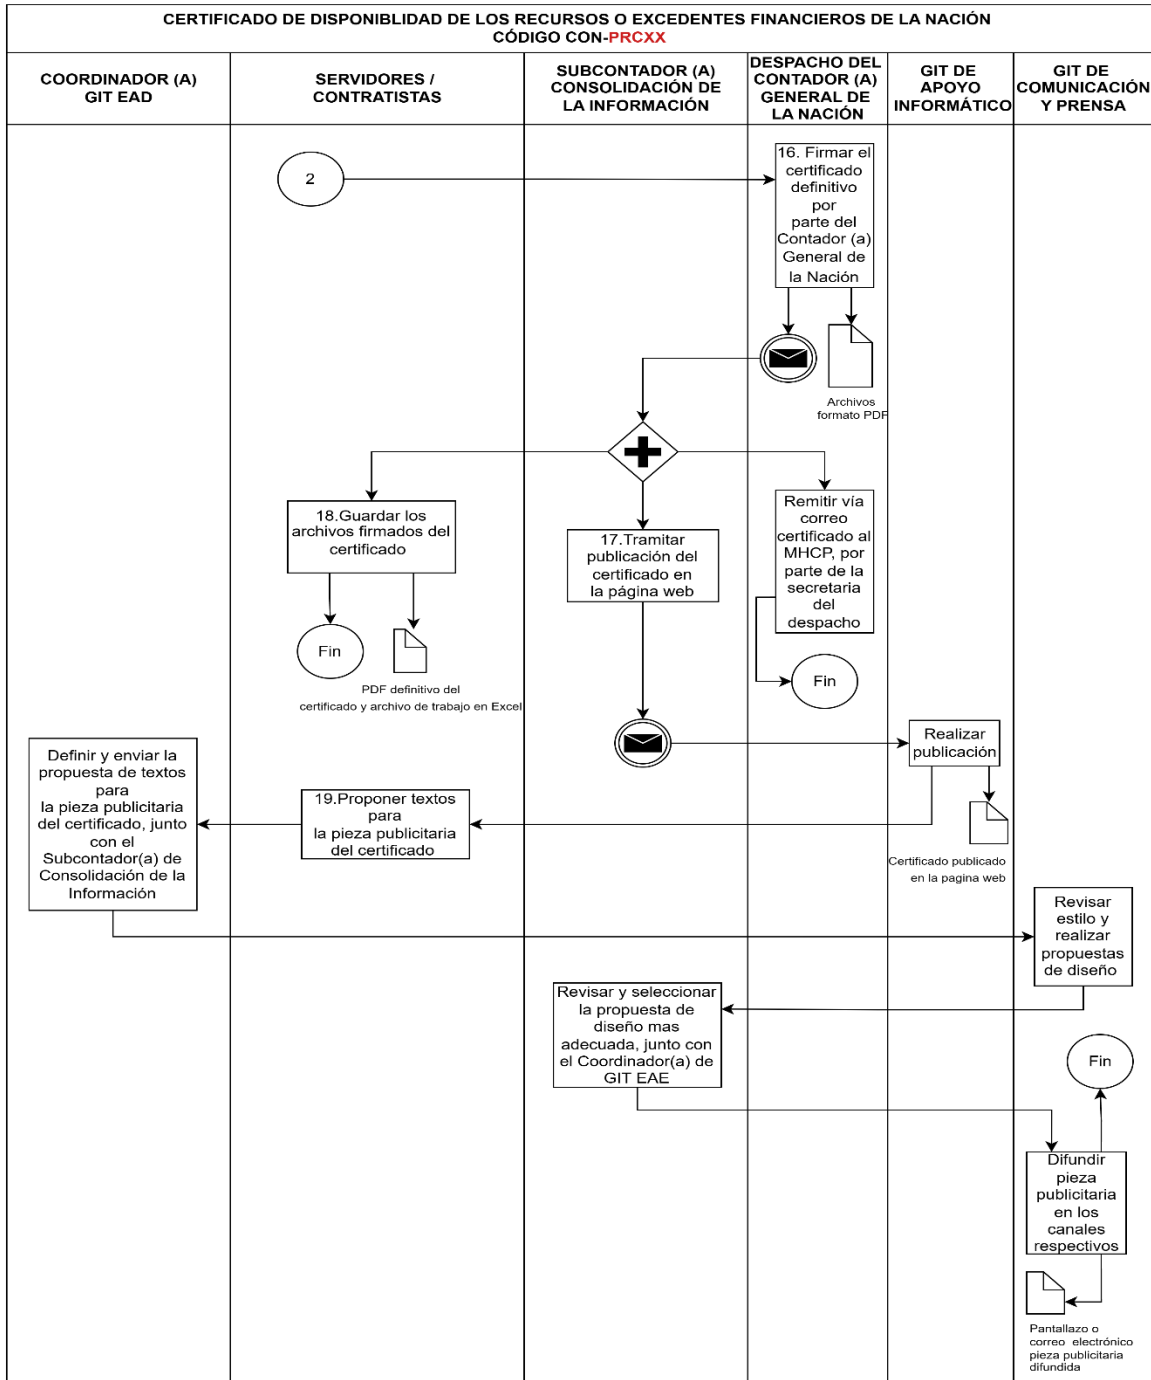 CERTIFICADO DE DISPONIBLIDAD DE LOS RECURSOS O EXCEDENTES FINANCIEROS DE LA NACIÓN
CÓDIGO CON-PRCXX
COORDINADOR (A)
GIT EAD
SERVIDORES /
CONTRATISTAS
SUBCONTADOR (A)
CONSOLIDACIÓN DE
LA INFORMACIÓN
DESPACHO DEL
CONTADOR (A)
GENERAL DE
LA NACIÓN
GIT DE
APOYO
INFORMÁTICO
GIT DE
COMUNICACIÓN
Y PRENSA
2
16. Firmar el
certificado
definitivo
por
parte del
Contador (a)
General de
la Nación
Archivos
formato PDF
18.Guardar los
archivos firmados del
certificado
17.Tramitar
publicación del
certificado en
la página web
Remitir vía
correo
certificado al
MHCP, por
parte de la
secretaria
del
despacho
Fin
PDF definitivo del
certificado y archivo de trabajo en Excel
Fin
Realizar
publicación
Certificado publicado
en la pagina web
Definir y enviar la
propuesta de textos
para
la pieza publicitaria
del certificado, junto
con el
Subcontador(a) de
Consolidación de la
Información
19.Proponer textos
para
la pieza publicitaria
del certificado
Revisar
estilo y
realizar
propuestas
de diseño
Revisar y seleccionar
la propuesta de
diseño mas
adecuada, junto con
el Coordinador(a) de
GIT EAE
Fin
Difundir
pieza
publicitaria
en los
canales
respectivos
Pantallazo o
correo electrónico
pieza publicitaria
difundida